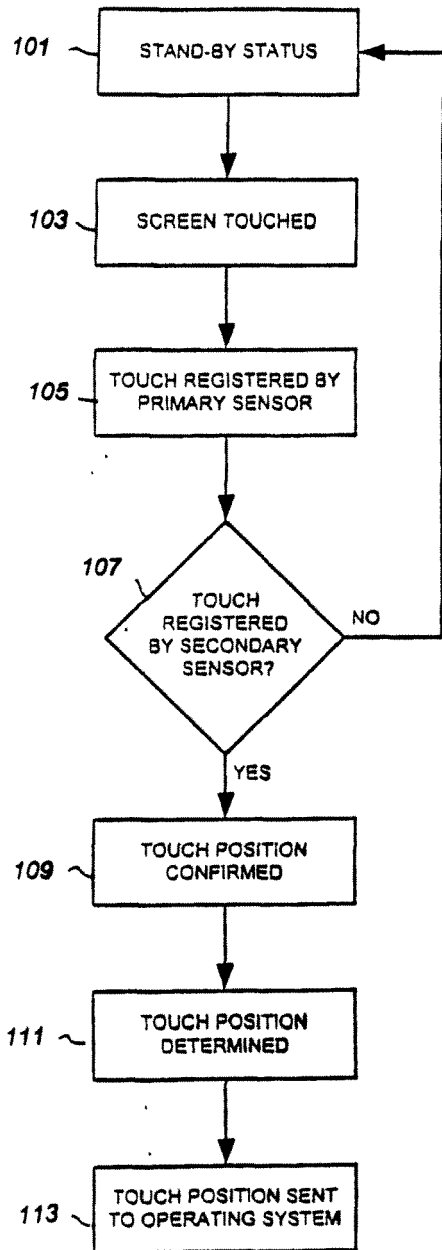 101
STAND-BY STATUS
103
SCREEN TOUCHED
105
TOUCH REGISTERED BY
PRIMARY SENSOR
107
TOUCH
REGISTERED
BY SECONDARY
SENSOR?
NO
YES
109
TOUCH POSITION
CONFIRMED
111
TOUCH POSITION
DETERMINED
113
TOUCH POSITION SENT
TO OPERATING SYSTEM